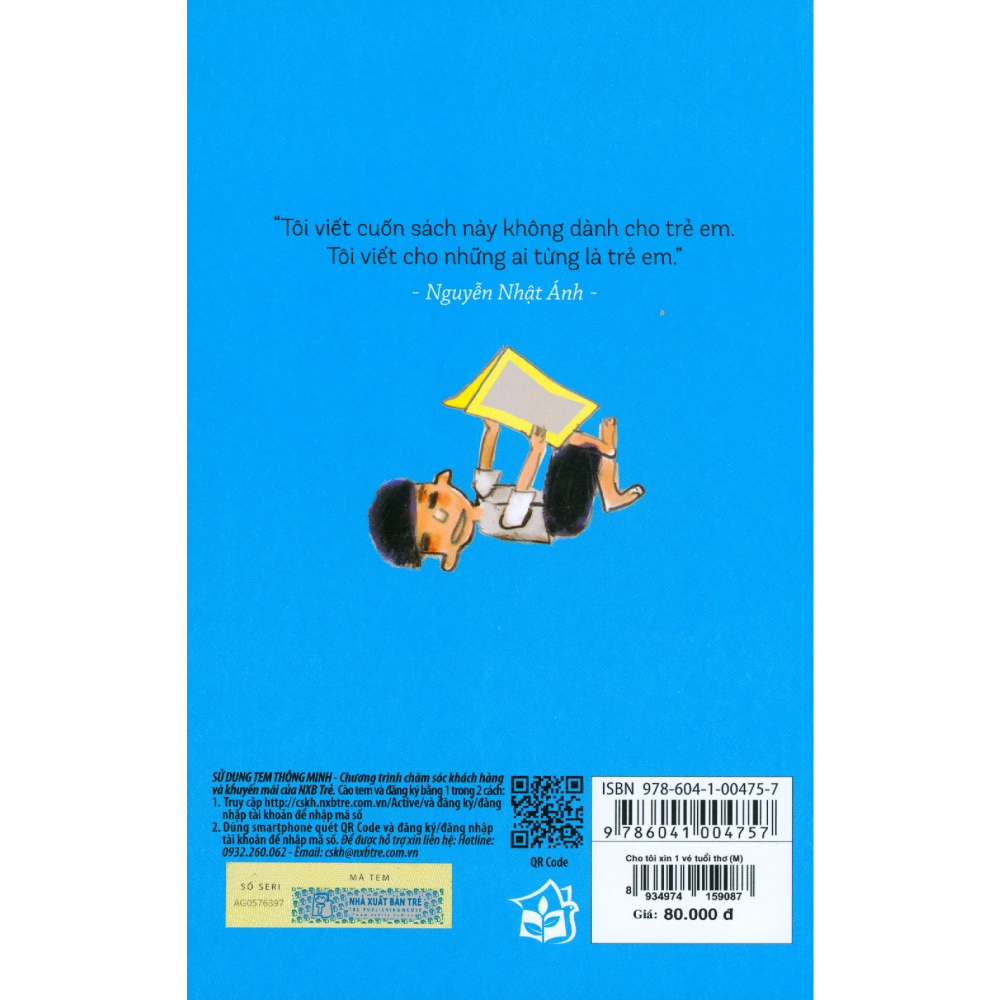 “Tôi viết cuốn sách này không dành cho trẻ em.
Tôi viết cho những ai từng là trẻ em.”
- Nguyễn Nhật Ánh -
SỬ DỤNG TEM THÔNG MINH - Chương trình chăm sóc khách hàng
và khuyến mãi của NXB Trẻ. Cào tem và đăng ký bằng 1 trong 2 cách:
1. Truy cập http://cskh.nxbtre.com.vn/Active/và đăng ký/đăng
nhập tài khoản để nhập mã số
2. Dùng smartphone quét QR Code và đăng ký/đăng nhập
tài khoản để nhập mã số. Để được hỗ trợ xin liên hệ: Hotline:
0932.260.062 - Email: cskh@nxbtre.com.vn
QR Code
SỐ SERI
AG0576397
MÃ TEM
NHÀ XUẤT BẢN TRẺ
ISBN 978-604-1-00475-7
9 786041 004757
Cho tôi xin 1 vé tuổi thơ (M)
8 934974 159087
Giá: 80.000 đ